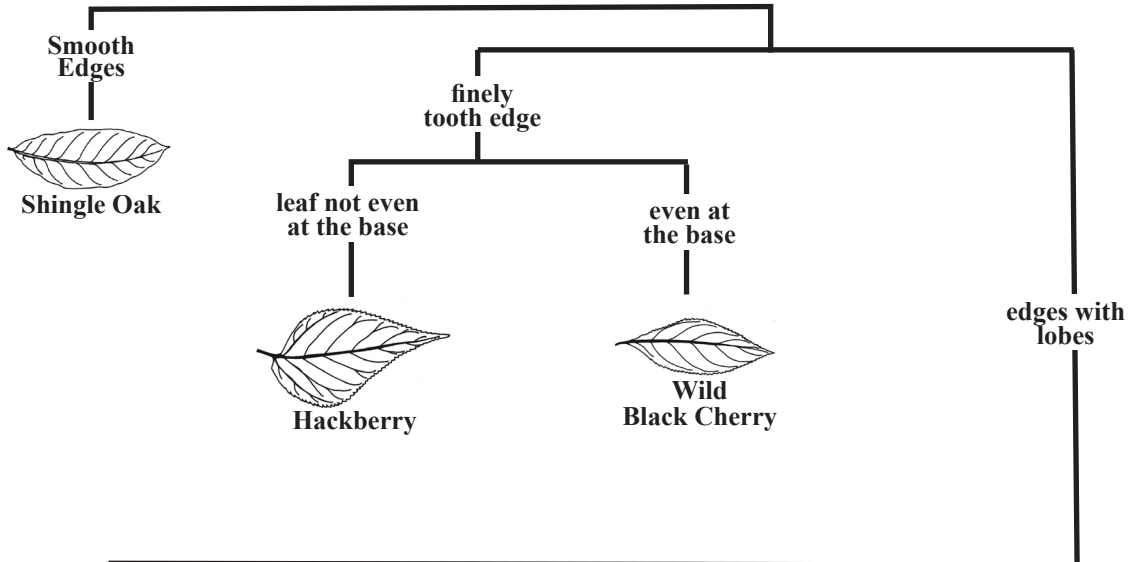 Smooth
Edges
Shingle Oak
finely
tooth edge
leaf not even
at the base
Hackberry
even at
the base
Wild
Black Cherry
edges with
lobes